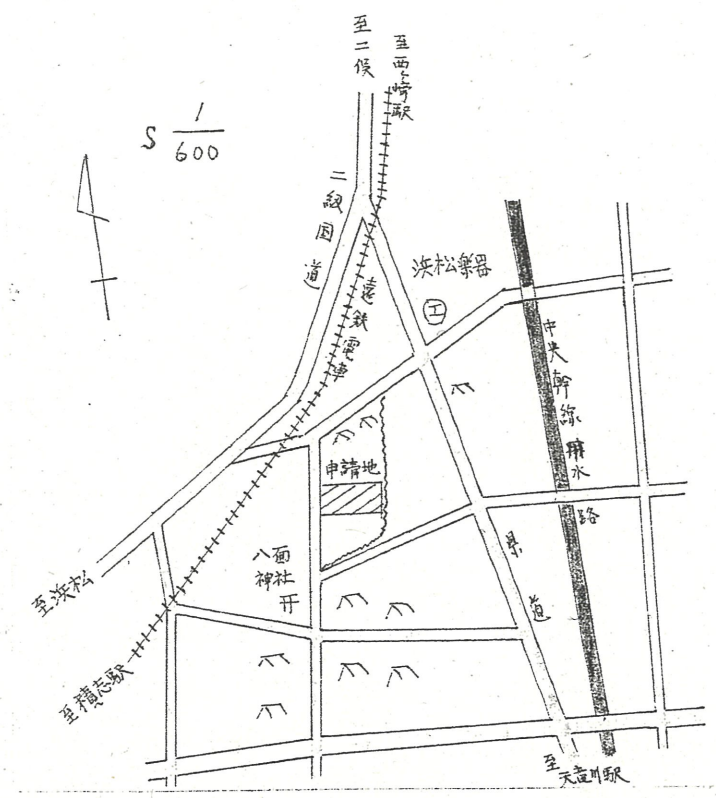 至二俣
至西ヶ崎駅
S 1/600
二級国道
遠鉄電車
浜松楽器
工
中央幹線用水路
申請地
八面神社
県道
至浜松
至積志駅
至天竜川駅